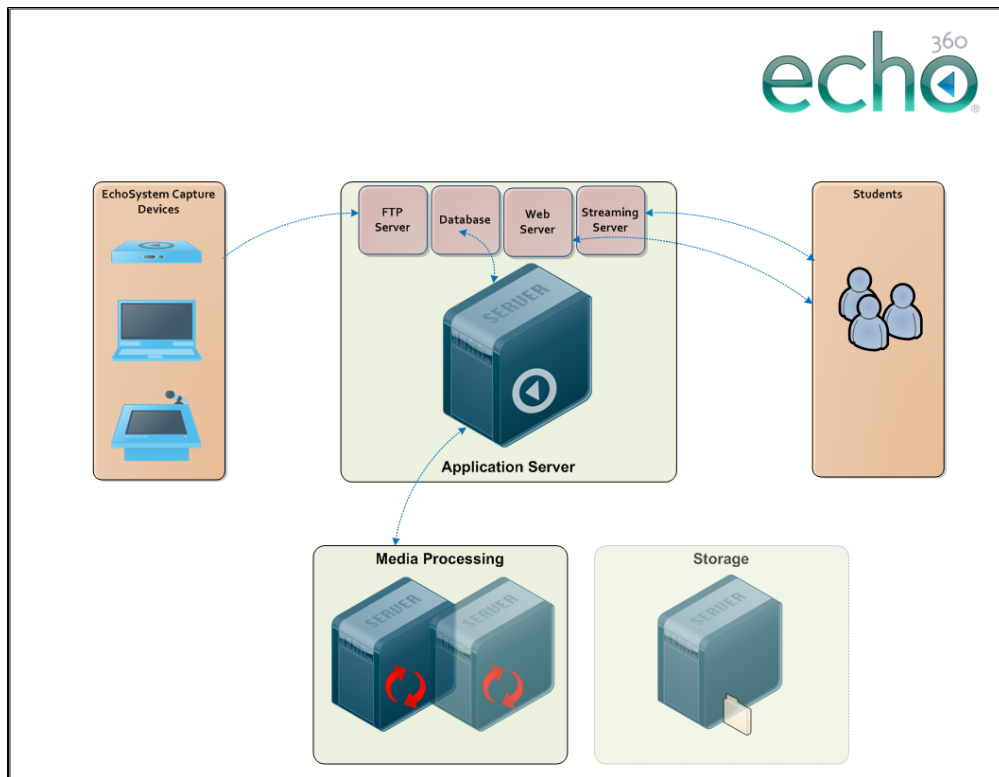 360
echo®
EchoSystem Capture
Devices
FTP
Server
Database
Web
Server
Streaming
Server
Students
SERVER
Application Server
Media Processing
SERVER
SERVER
Storage
SERVER